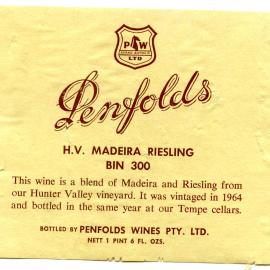 PW
LTD
Penfolds
H.V. MADEIRA RIESLING
BIN 300
This wine is a blend of Madeira and Riesling from
our Hunter Valley vineyard. It was vintaged in 1964
and bottled in the same year at our Tempe cellars.
BOTTLED BY PENFOLDS WINES PTY. LTD.
NETT 1 PINT 6 FL. OZS.